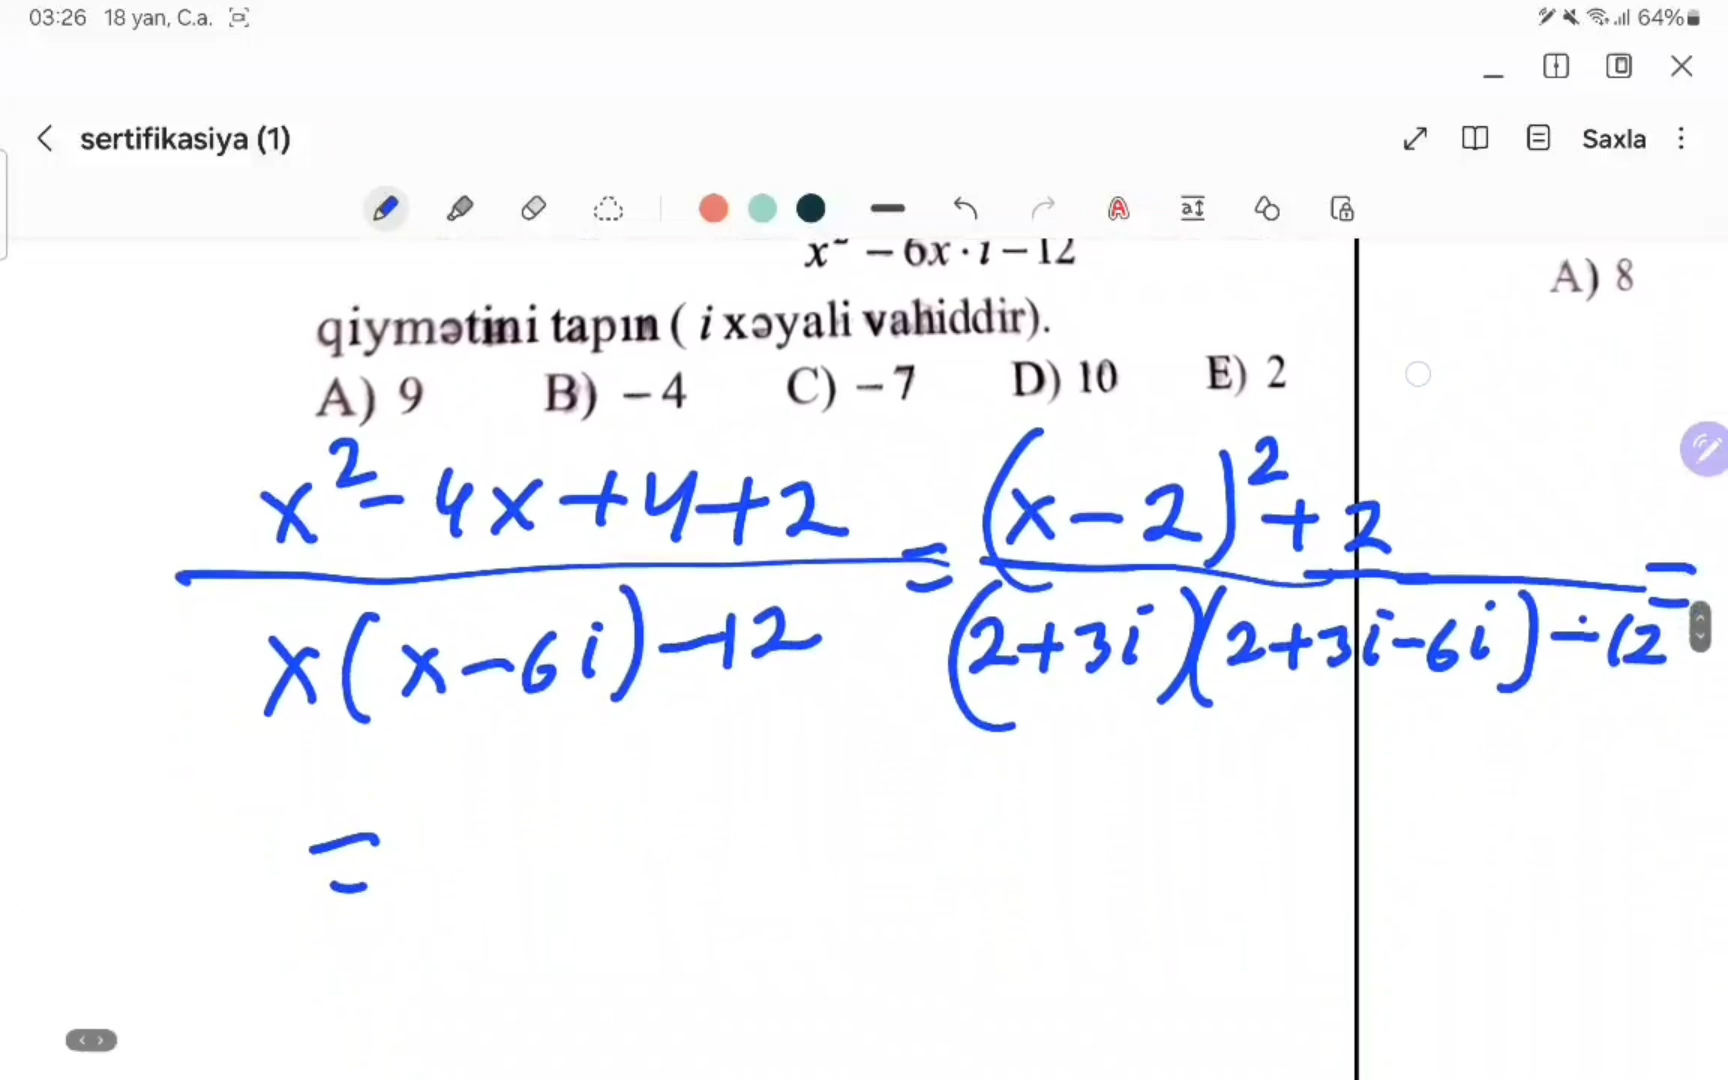 03:26 18 yan, C.a. 64%
sertifikasiya (1) Saxla
x² − 6x · i − 12
qiymətini tapın ( i xəyali vahiddir).
A) 9 B) − 4 C) − 7 D) 10 E) 2
A) 8
x² - 4x + 4 + 2 = (x - 2)² + 2 =
x(x - 6i) - 12 (2 + 3i)(2 + 3i - 6i) - 12
=